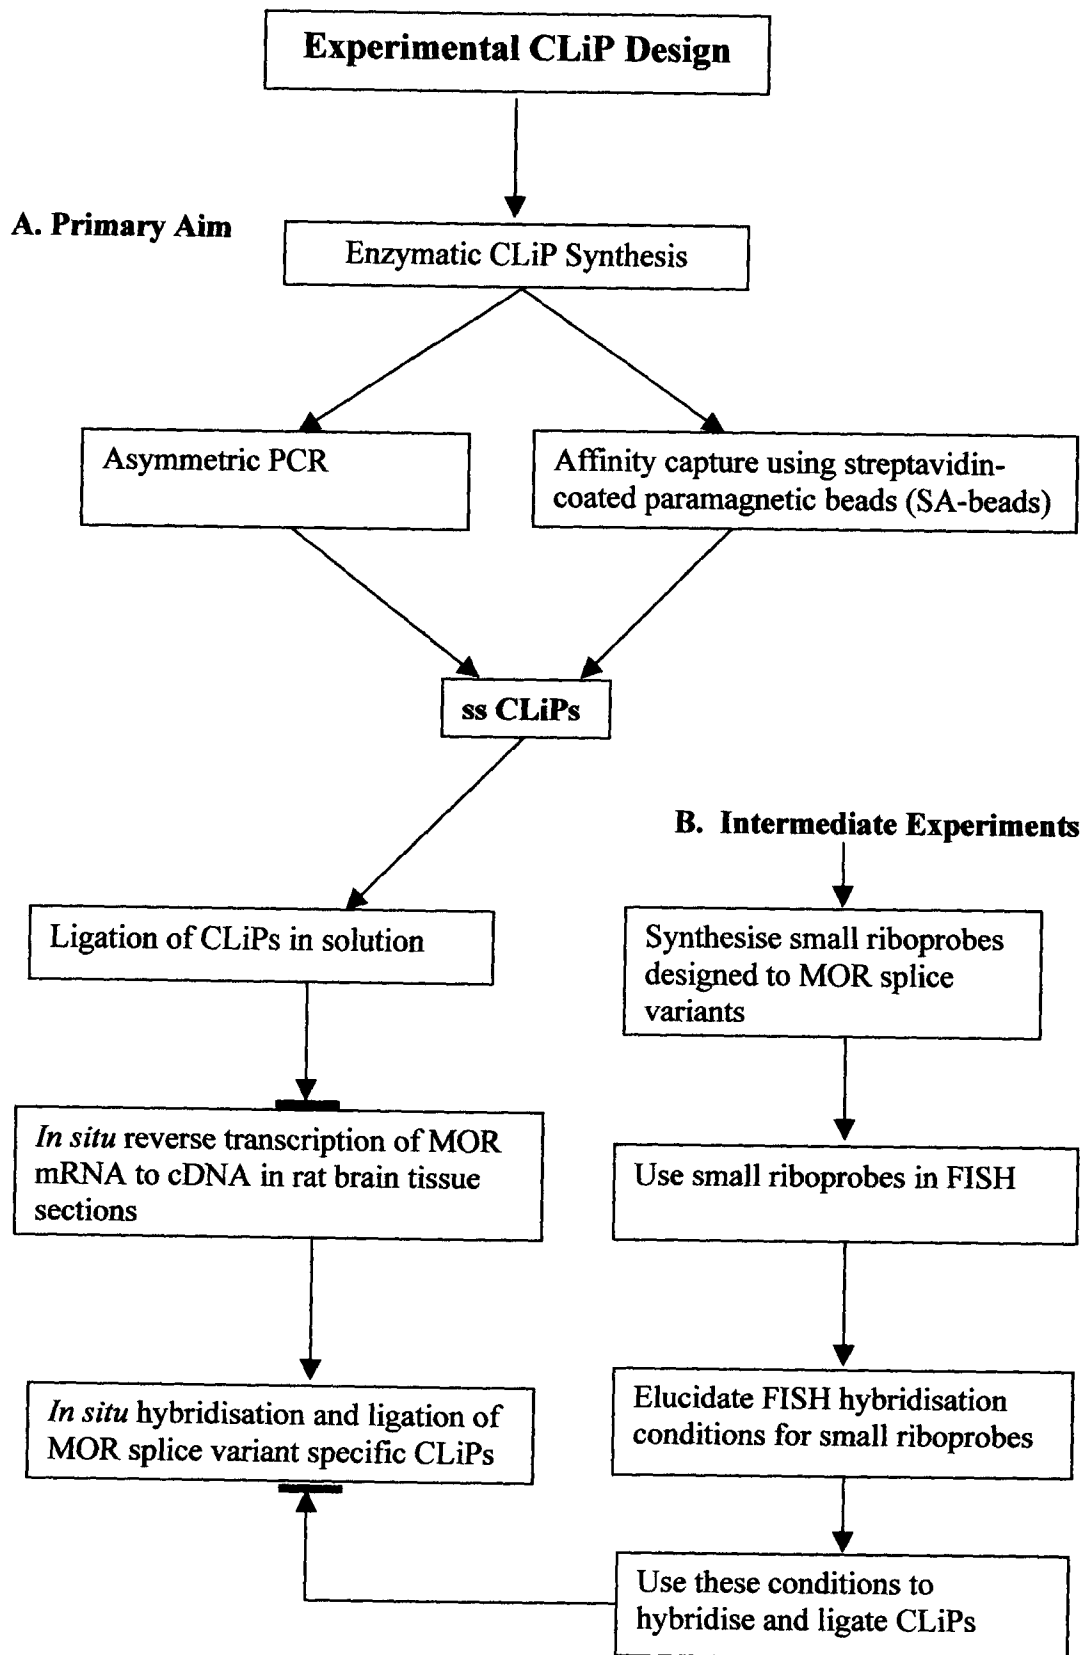 Experimental CLiP Design
A. Primary Aim
Enzymatic CLiP Synthesis
Asymmetric PCR
Affinity capture using streptavidin-
coated paramagnetic beads (SA-beads)
ss CLiPs
B. Intermediate Experiments
Ligation of CLiPs in solution
Synthesise small riboprobes
designed to MOR splice
variants
In situ reverse transcription of MOR
mRNA to cDNA in rat brain tissue
sections
Use small riboprobes in FISH
In situ hybridisation and ligation of
MOR splice variant specific CLiPs
Elucidate FISH hybridisation
conditions for small riboprobes
Use these conditions to
hybridise and ligate CLiPs